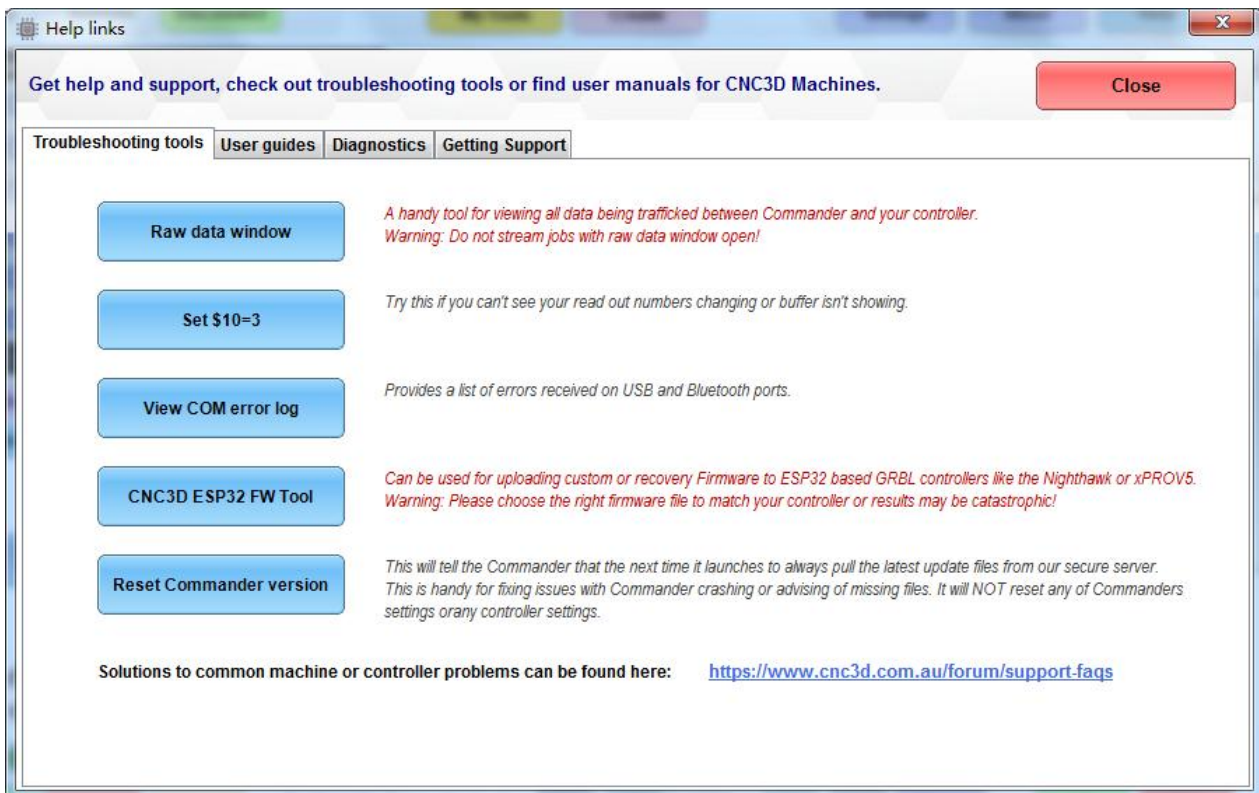 Help links
X
Get help and support, check out troubleshooting tools or find user manuals for CNC3D Machines.
Close
Troubleshooting tools User guides Diagnostics Getting Support
Raw data window
A handy tool for viewing all data being trafficked between Commander and your controller.
Warning: Do not stream jobs with raw data window open!
Set $10=3
Try this if you can't see your read out numbers changing or buffer isn't showing.
View COM error log
Provides a list of errors received on USB and Bluetooth ports.
CNC3D ESP32 FW Tool
Can be used for uploading custom or recovery Firmware to ESP32 based GRBL controllers like the Nighthawk or xPROV5.
Warning: Please choose the right firmware file to match your controller or results may be catastrophic!
Reset Commander version
This will tell the Commander that the next time it launches to always pull the latest update files from our secure server.
This is handy for fixing issues with Commander crashing or advising of missing files. It will NOT reset any of Commanders
settings orany controller settings.
Solutions to common machine or controller problems can be found here: https://www.cnc3d.com.au/forum/support-faqs